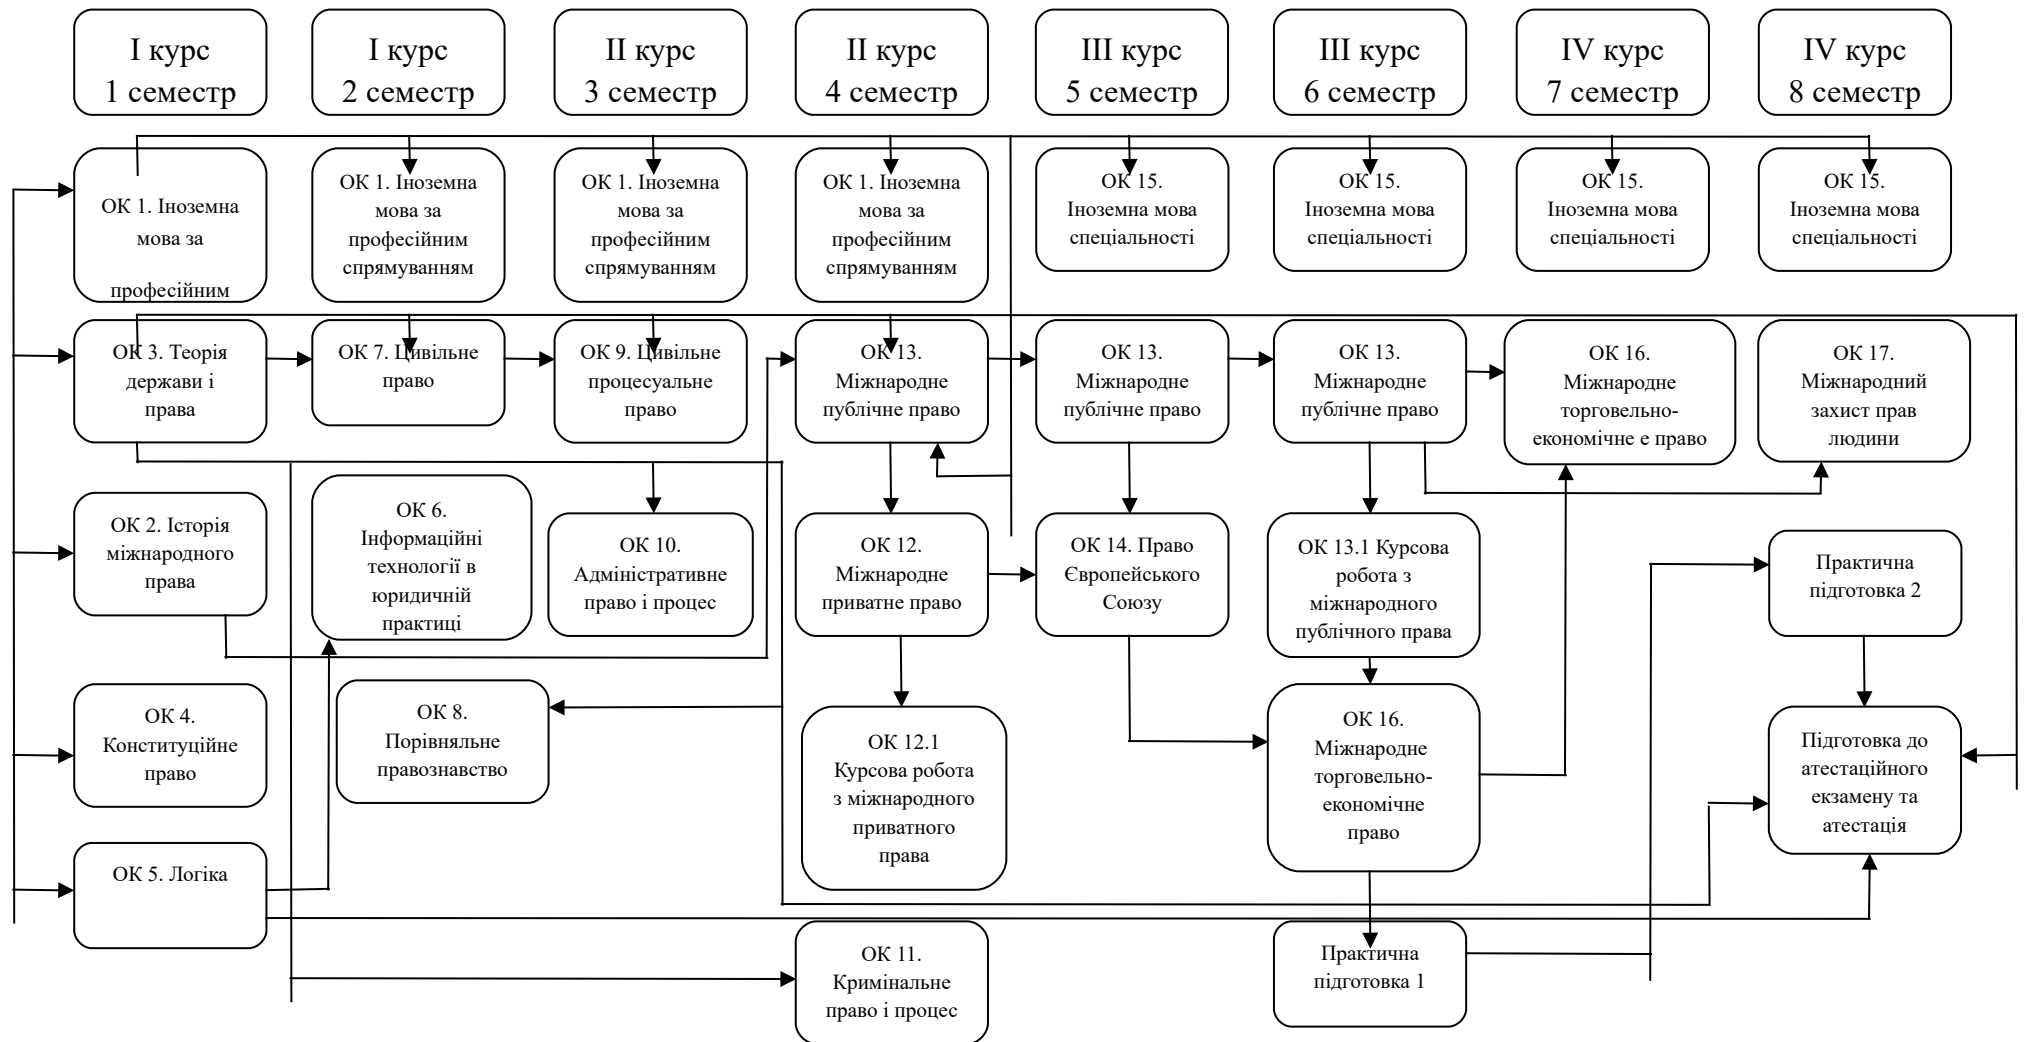 І курс
1 семестр
І курс
2 семестр
ІІ курс
3 семестр
ІІ курс
4 семестр
ІІІ курс
5 семестр
ІІІ курс
6 семестр
ІV курс
7 семестр
ІV курс
8 семестр
ОК 1. Іноземна
мова за
професійним
ОК 1. Іноземна
мова за
професійним
спрямуванням
ОК 1. Іноземна
мова за
професійним
спрямуванням
ОК 1. Іноземна
мова за
професійним
спрямуванням
ОК 15.
Іноземна мова
спеціальності
ОК 15.
Іноземна мова
спеціальності
ОК 15.
Іноземна мова
спеціальності
ОК 15.
Іноземна мова
спеціальності
ОК 3. Теорія
держави і
права
ОК 7. Цивільне
право
ОК 9. Цивільне
процесуальне
право
ОК 13.
Міжнародне
публічне право
ОК 13.
Міжнародне
публічне право
ОК 13.
Міжнародне
публічне право
ОК 16.
Міжнародне
торговельно-
економічне е право
ОК 17.
Міжнародний
захист прав
людини
ОК 2. Історія
міжнародного
права
ОК 6.
Інформаційні
технології в
юридичній
практиці
ОК 10.
Адміністративне
право і процес
ОК 12.
Міжнародне
приватне право
ОК 14. Право
Європейського
Союзу
ОК 13.1 Курсова
робота з
міжнародного
публічного права
Практична
підготовка 2
ОК 4.
Конституційне
право
ОК 8.
Порівняльне
правознавство
ОК 12.1
Курсова робота
з міжнародного
приватного
права
ОК 16.
Міжнародне
торговельно-
економічне
право
Підготовка до
атестаційного
екзамену та
атестація
ОК 5. Логіка
ОК 11.
Кримінальне
право і процес
Практична
підготовка 1